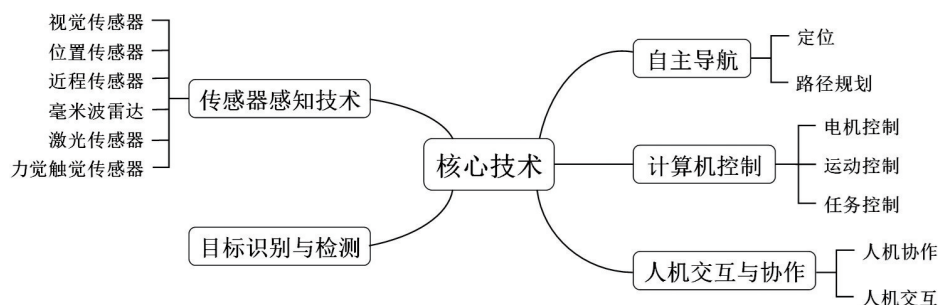 视觉传感器
位置传感器
近程传感器
毫米波雷达
激光传感器
力觉触觉传感器
传感器感知技术
目标识别与检测
核心技术
自主导航
定位
路径规划
计算机控制
电机控制
运动控制
任务控制
人机交互与协作
人机协作
人机交互